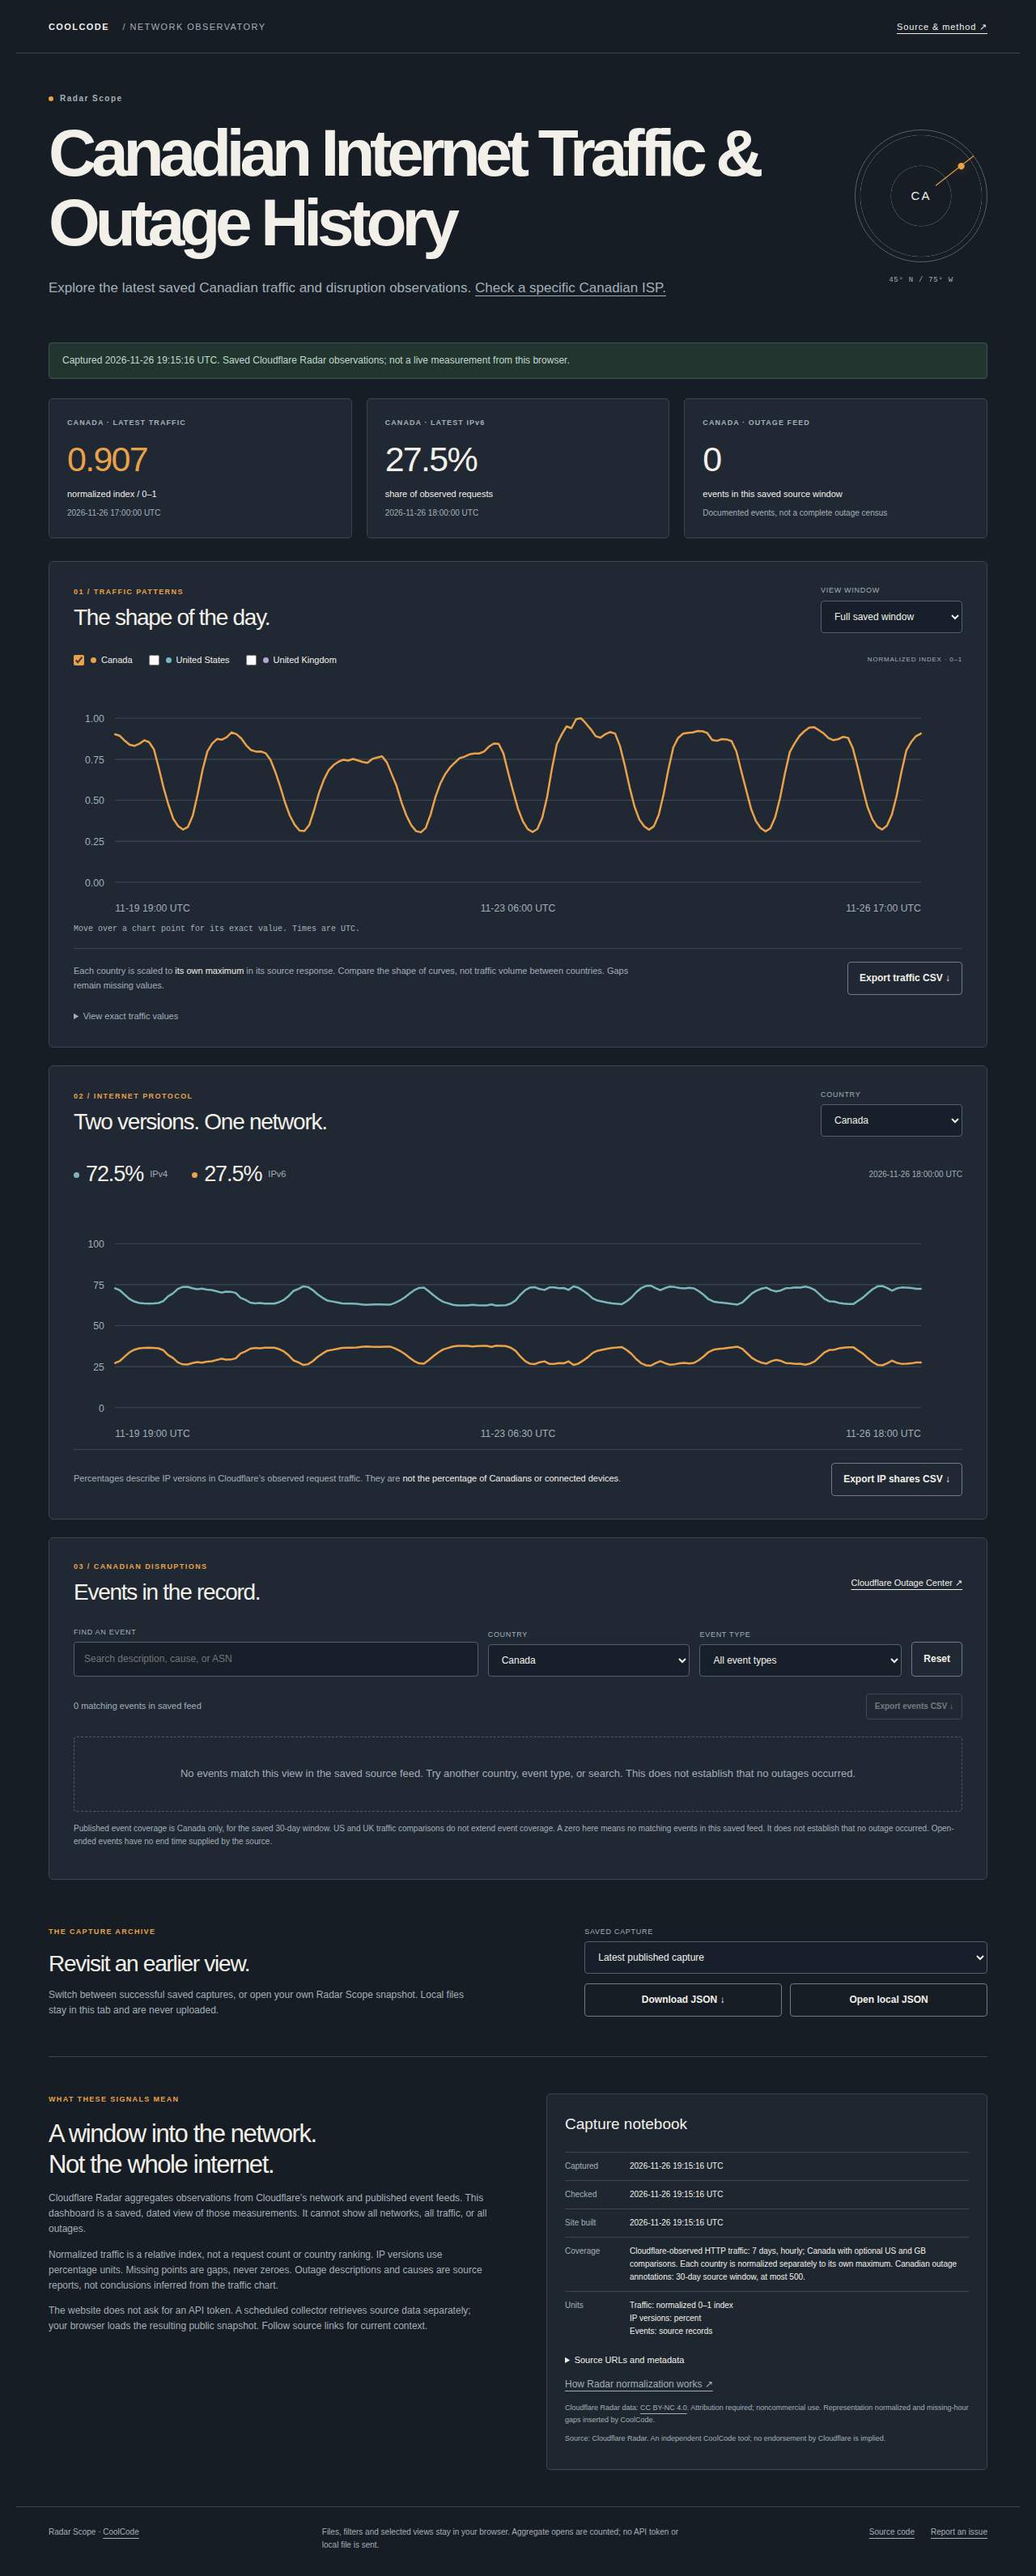 COOLCODE / NETWORK OBSERVATORY
Source & method ↗
Radar Scope
Canadian Internet Traffic &
Outage History
CA
45° N / 75° W
Explore the latest saved Canadian traffic and disruption observations. Check a specific Canadian ISP.
Captured 2026-11-26 19:15:16 UTC. Saved Cloudflare Radar observations; not a live measurement from this browser.
CANADA · LATEST TRAFFIC
0.907
normalized index / 0–1
2026-11-26 17:00:00 UTC
CANADA · LATEST IPv6
27.5%
share of observed requests
2026-11-26 18:00:00 UTC
CANADA · OUTAGE FEED
0
events in this saved source window
Documented events, not a complete outage census
01 / TRAFFIC PATTERNS
The shape of the day.
VIEW WINDOW
Full saved window
Canada
United States
United Kingdom
NORMALIZED INDEX · 0–1
1.00
0.75
0.50
0.25
0.00
11-19 19:00 UTC
11-23 06:00 UTC
11-26 17:00 UTC
Move over a chart point for its exact value. Times are UTC.
Each country is scaled to its own maximum in its source response. Compare the shape of curves, not traffic volume between countries. Gaps
remain missing values.
Export traffic CSV ↓
View exact traffic values
02 / INTERNET PROTOCOL
Two versions. One network.
COUNTRY
Canada
72.5% IPv4
27.5% IPv6
2026-11-26 18:00:00 UTC
100
75
50
25
0
11-19 19:00 UTC
11-23 06:30 UTC
11-26 18:00 UTC
Percentages describe IP versions in Cloudflare's observed request traffic. They are not the percentage of Canadians or connected devices.
Export IP shares CSV ↓
03 / CANADIAN DISRUPTIONS
Events in the record.
Cloudflare Outage Center ↗
FIND AN EVENT
Search description, cause, or ASN
COUNTRY
Canada
EVENT TYPE
All event types
Reset
0 matching events in saved feed
Export events CSV ↓
No events match this view in the saved source feed. Try another country, event type, or search. This does not establish that no outages occurred.
Published event coverage is Canada only, for the saved 30-day window. US and UK traffic comparisons do not extend event coverage. A zero here means no matching events in this saved feed. It does not establish that no outage occurred. Open-
ended events have no end time supplied by the source.
THE CAPTURE ARCHIVE
Revisit an earlier view.
Switch between successful saved captures, or open your own Radar Scope snapshot. Local files
stay in this tab and are never uploaded.
SAVED CAPTURE
Latest published capture
Download JSON ↓
Open local JSON
WHAT THESE SIGNALS MEAN
A window into the network.
Not the whole internet.
Cloudflare Radar aggregates observations from Cloudflare's network and published event feeds. This
dashboard is a saved, dated view of those measurements. It cannot show all networks, all traffic, or all
outages.
Normalized traffic is a relative index, not a request count or country ranking. IP versions use
percentage units. Missing points are gaps, never zeroes. Outage descriptions and causes are source
reports, not conclusions inferred from the traffic chart.
The website does not ask for an API token. A scheduled collector retrieves source data separately;
your browser loads the resulting public snapshot. Follow source links for current context.
Capture notebook
Captured 2026-11-26 19:15:16 UTC
Checked 2026-11-26 19:15:16 UTC
Site built 2026-11-26 19:15:16 UTC
Coverage Cloudflare-observed HTTP traffic: 7 days, hourly; Canada with optional US and GB
comparisons. Each country is normalized separately to its own maximum. Canadian outage
annotations: 30-day source window, at most 500.
Units Traffic: normalized 0–1 index
IP versions: percent
Events: source records
Source URLs and metadata
How Radar normalization works ↗
Cloudflare Radar data: CC BY-NC 4.0. Attribution required; noncommercial use. Representation normalized and missing-hour
gaps inserted by CoolCode.
Source: Cloudflare Radar. An independent CoolCode tool; no endorsement by Cloudflare is implied.
Radar Scope · CoolCode
Files, filters and selected views stay in your browser. Aggregate opens are counted; no API token or
local file is sent.
Source code
Report an issue